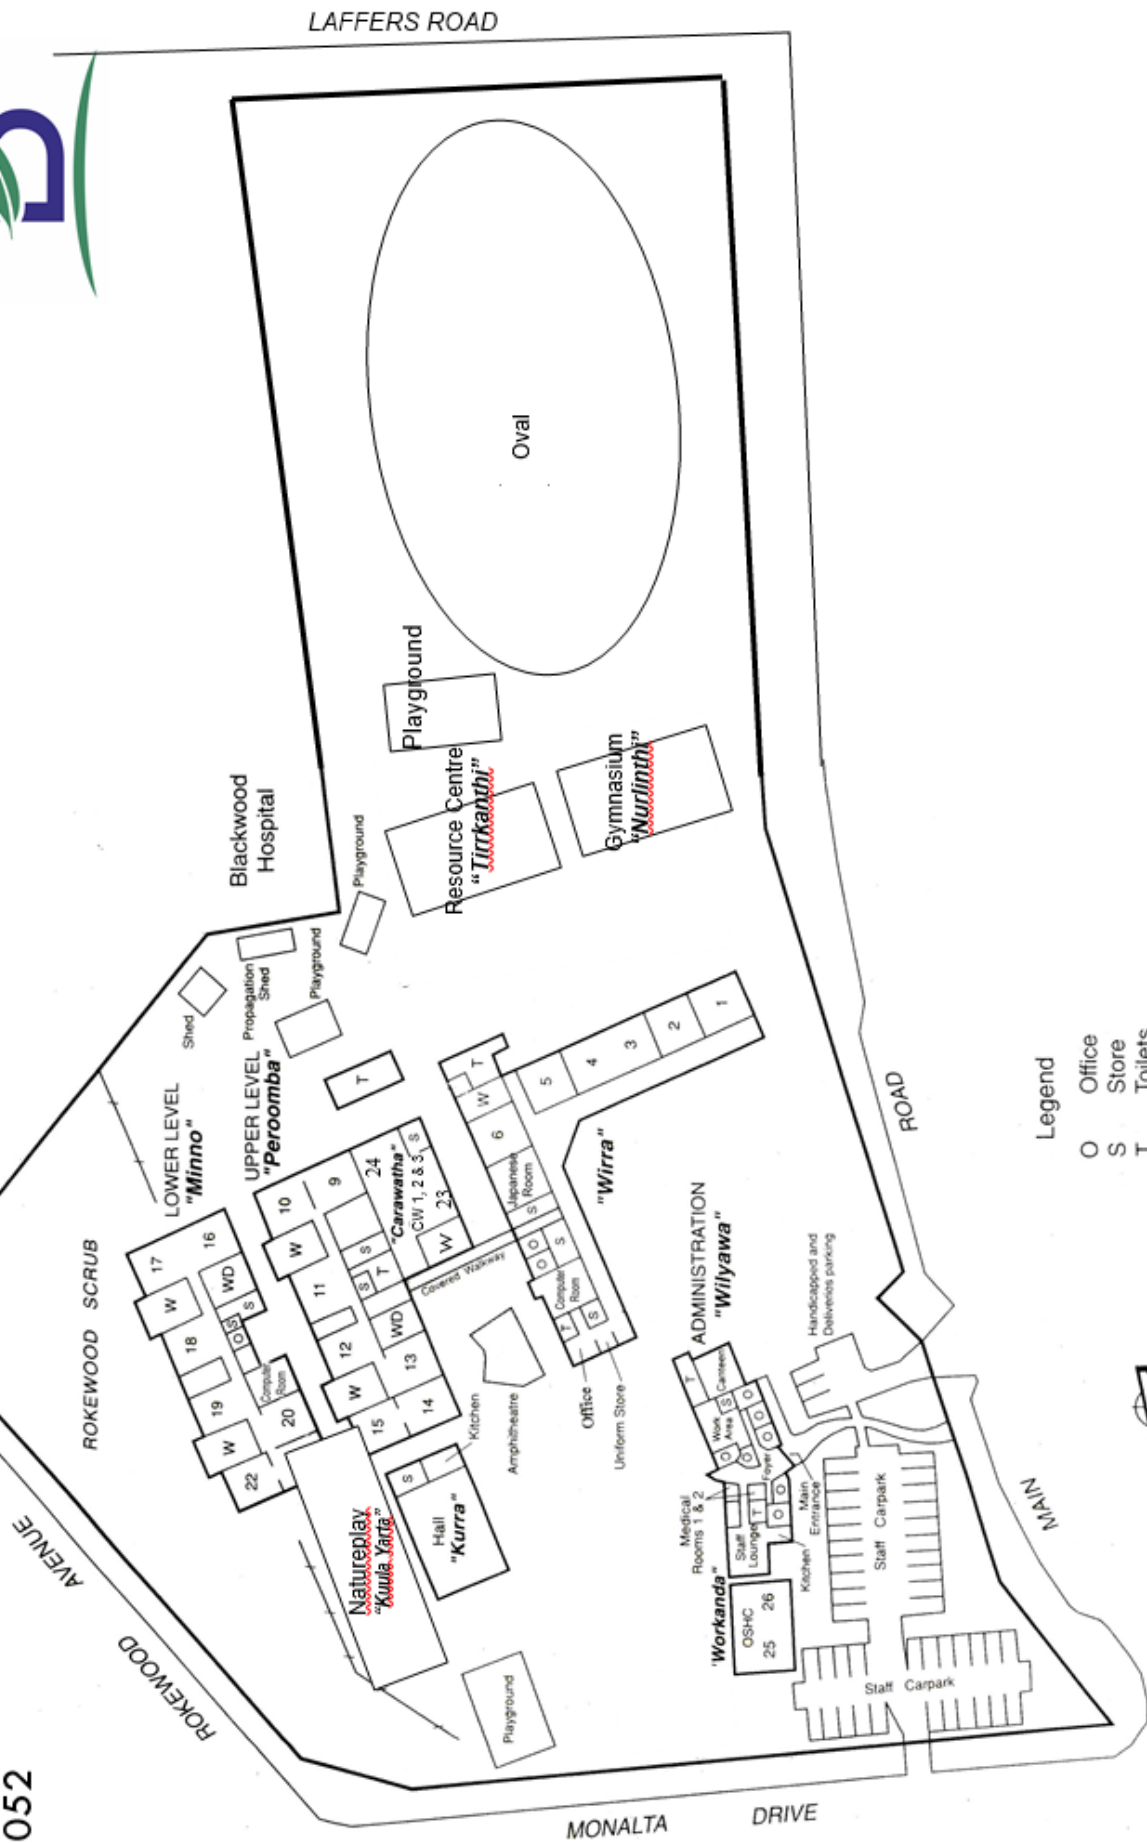 LAFFERS ROAD
Oval
Playground
Resource Centre
"Tirrkanthi"
Gymnasium
"Nurlinthi"
Blackwood
Hospital
Playground
Propagation
Shed
Playground
Shed
LOWER LEVEL
"Minno"
UPPER LEVEL
"Peroomba"
ROKEWOOD SCRUB
T
17
16
W
WD
S
18
O
S
19
Computer
Room
20
W
22
10
9
W
24
"Carawatha"
CW 1, 2 & 3
S
23
W
11
S
S
T
12
WD
13
W
14
15
T
W
6
Japanese
Room
S
5
4
3
2
1
"Wirra"
Covered Walkway
O
O
S
Computer
Room
T
S
Office
Uniform Store
Amphitheatre
Kitchen
S
Hall
"Kurra"
Natureplay
"Kuula Yarta"
Playground
ADMINISTRATION
"Wilyawa"
T
Canteen
Work
Area
S
O
O
O
O
O
Foyer
Medical
Rooms 1 & 2
Staff
Lounge
T
O
O
Main
Entrance
Kitchen
'Workanda"
OSHC
25 26
Handicapped and
Deliveries parking
Staff Carpark
Staff Carpark
AVENUE
ROKEWOOD
MONALTA DRIVE
MAIN
ROAD
Legend
O Office
S Store
T Toilets
052